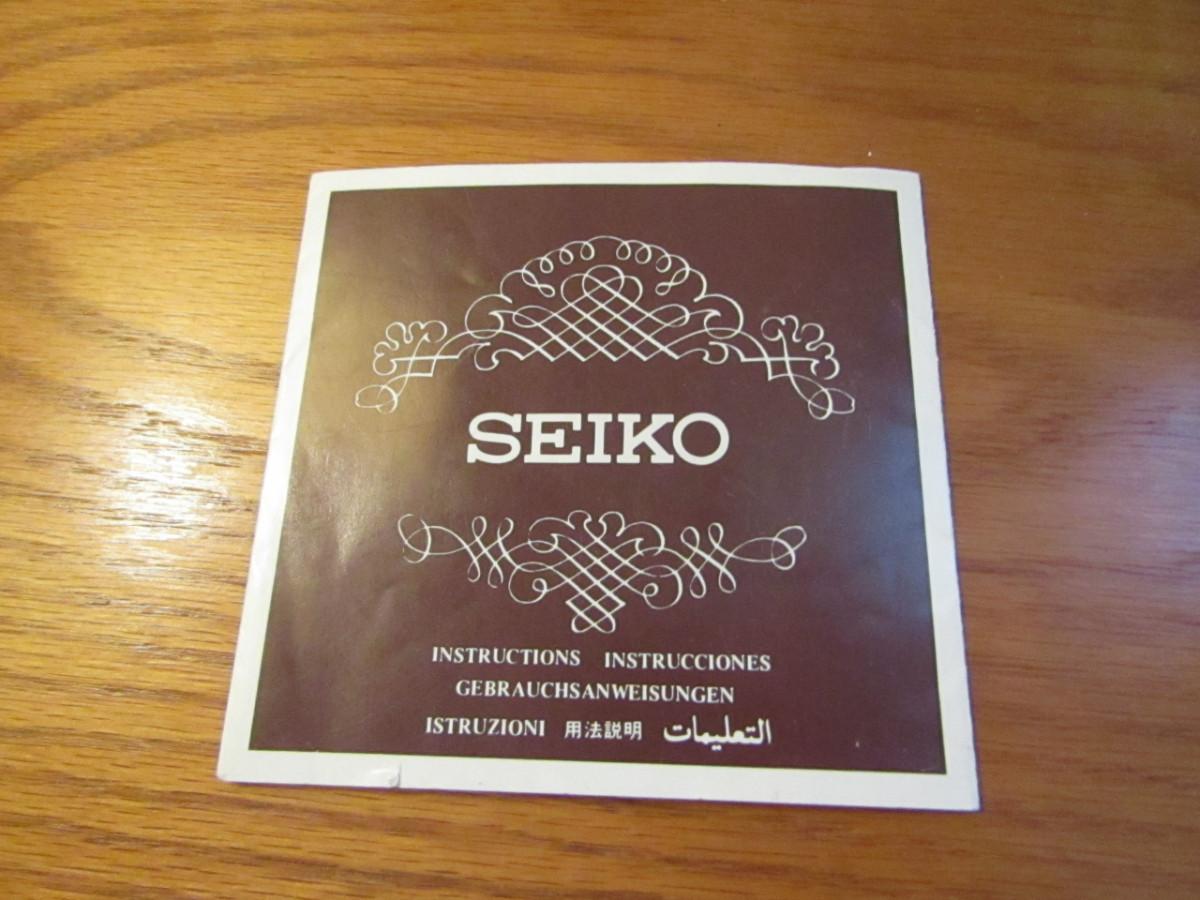 SEIKO
INSTRUCTIONS INSTRUCCIONES
GEBRAUCHSANWEISUNGEN
ISTRUZIONI 用法説明 التعليمات